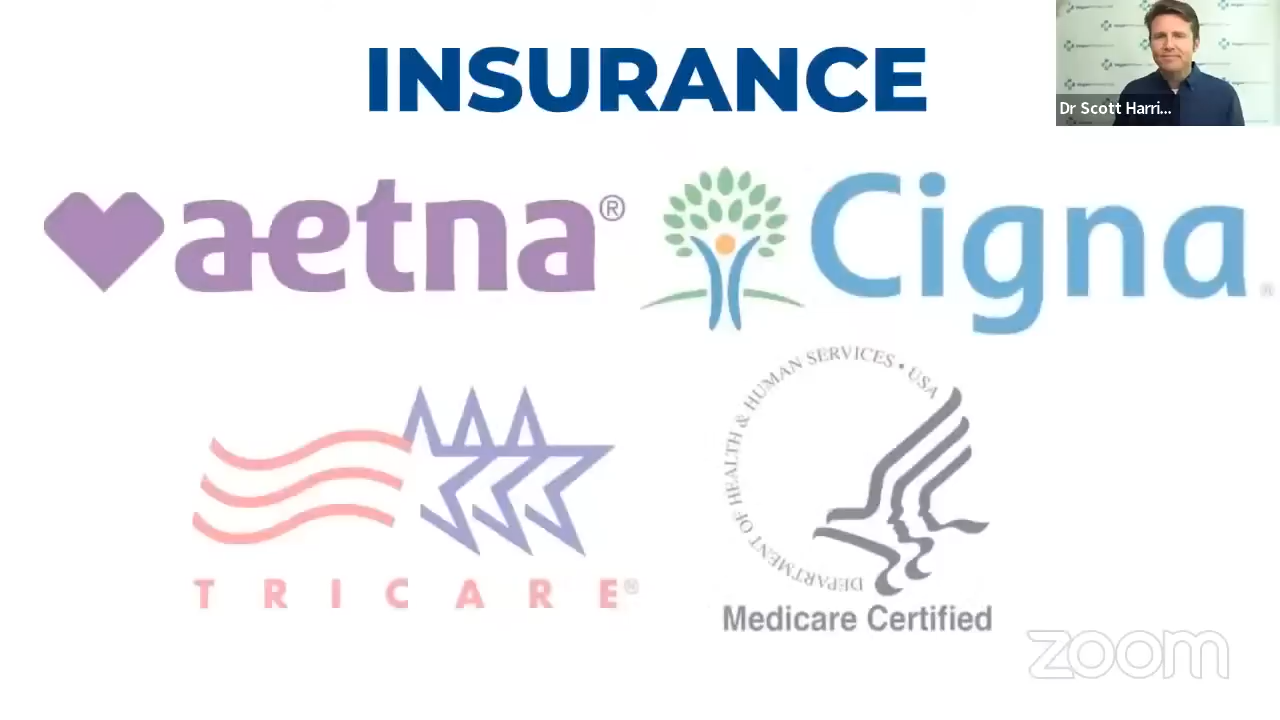 INSURANCE
Dr Scott Harri...
aetna®
Cigna®
DEPARTMENT OF HEALTH & HUMAN SERVICES • USA
TRICARE®
Medicare Certified
zoom